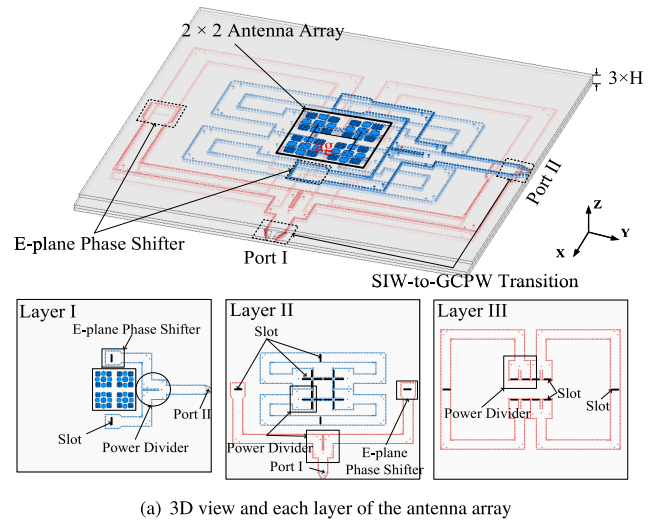 2 × 2 Antenna Array
3×H
ag
Port II
E-plane Phase Shifter
Port I
SIW-to-GCPW Transition
Z
Y
X
Layer I
E-plane Phase Shifter
Port II
Slot
Power Divider
Layer II
Slot
Power Divider
Port I
E-plane
Phase Shifter
Layer III
Slot
Slot
Power Divider
(a) 3D view and each layer of the antenna array